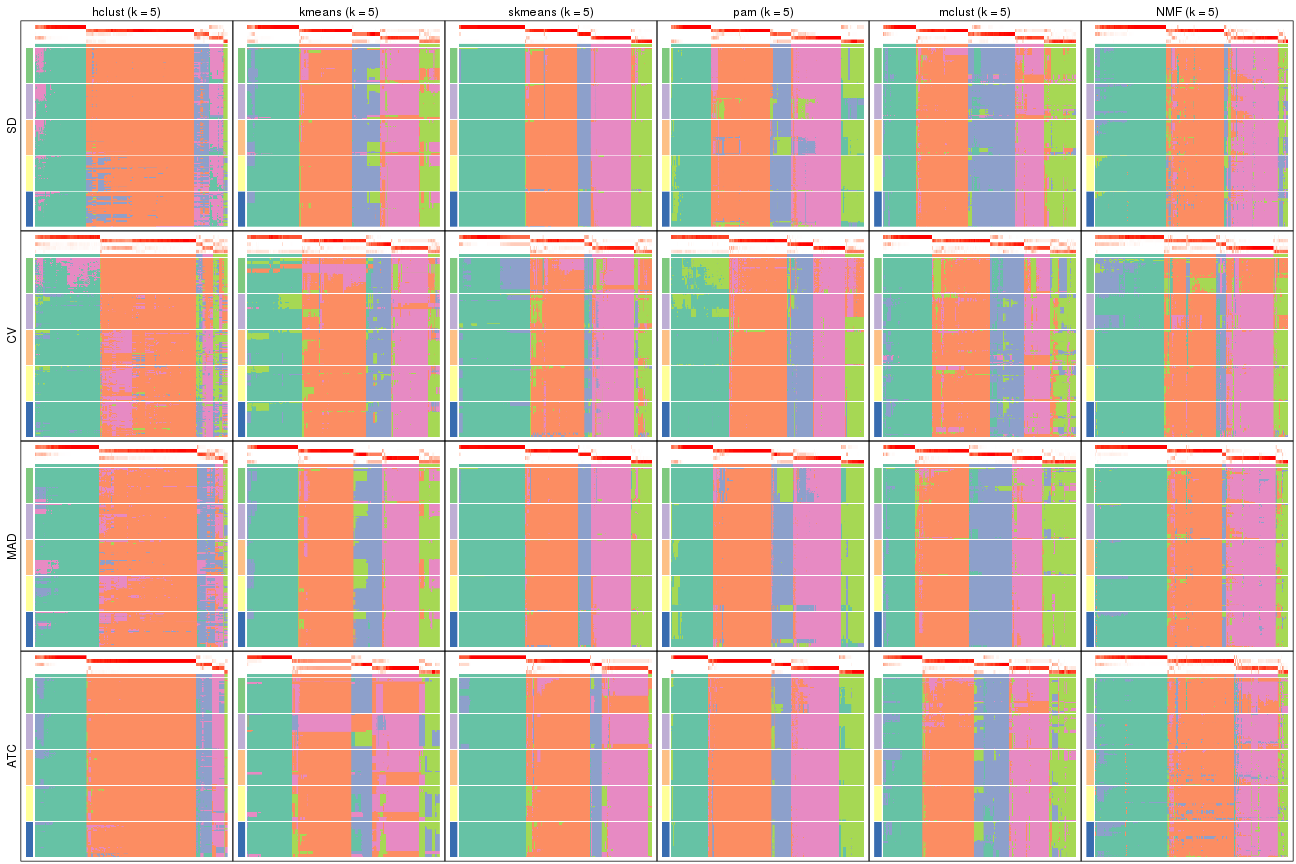 hclust (k = 5) kmeans (k = 5) skmeans (k = 5) pam (k = 5) mclust (k = 5) NMF (k = 5)
SD
CV
MAD
ATC